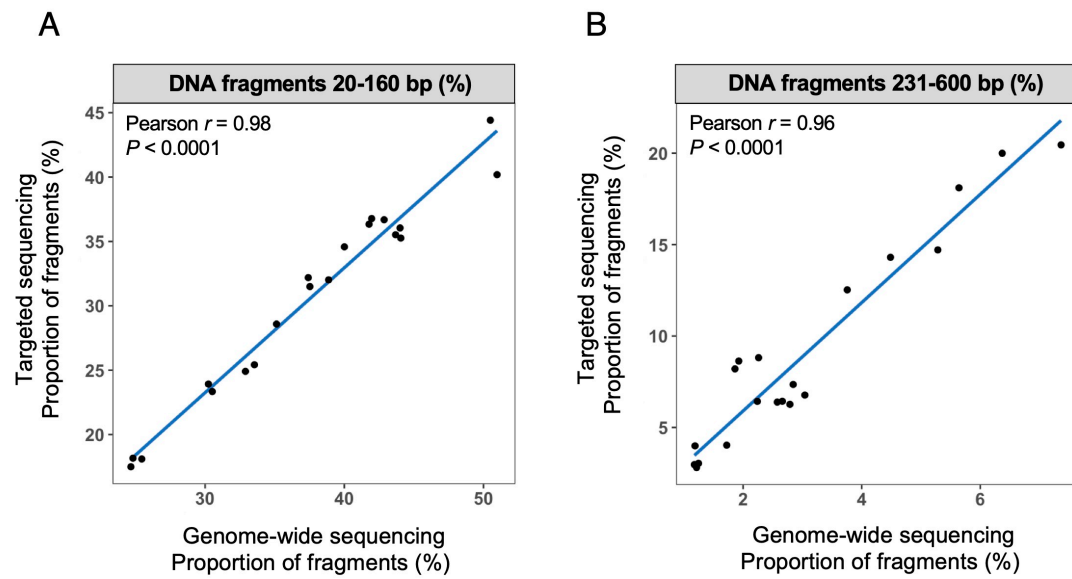 A
DNA fragments 20-160 bp (%)
Pearson r = 0.98
P < 0.0001
45
40
35
30
25
20
30
40
50
Targeted sequencing
Proportion of fragments (%)
Genome-wide sequencing
Proportion of fragments (%)
B
DNA fragments 231-600 bp (%)
Pearson r = 0.96
P < 0.0001
20
15
10
5
2
4
6
Targeted sequencing
Proportion of fragments (%)
Genome-wide sequencing
Proportion of fragments (%)